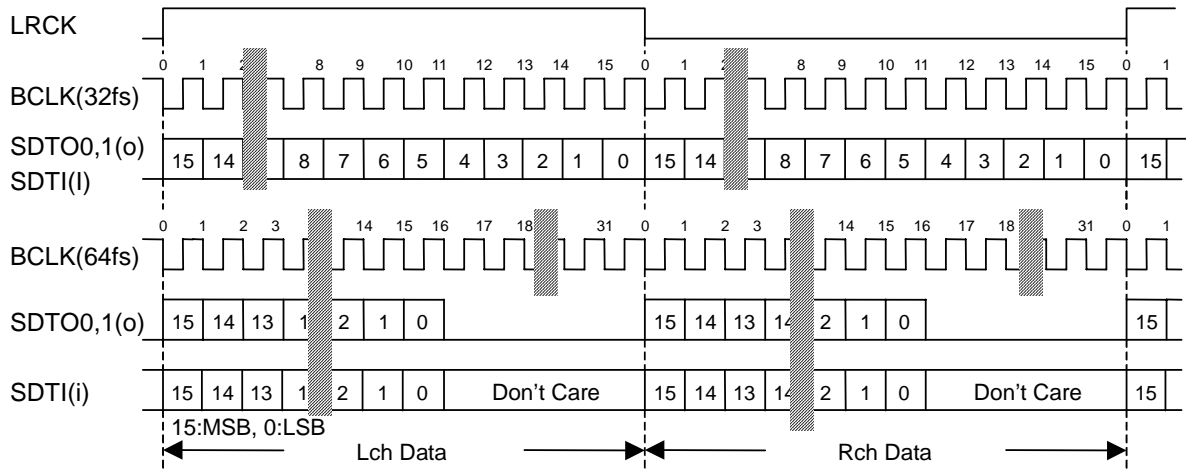 LRCK
0 1 2 8 9 10 11 12 13 14 15 0 1 2 8 9 10 11 12 13 14 15 0 1
BCLK(32fs)
SDTO0,1(o)
SDTI(I)
15 14 8 7 6 5 4 3 2 1 0 15 14 8 7 6 5 4 3 2 1 0 15
0 1 2 3 14 15 16 17 18 31 0 1 2 3 14 15 16 17 18 31 0 1
BCLK(64fs)
SDTO0,1(o) 15 14 13 1 2 1 0 15 14 13 14 2 1 0 15
SDTI(i) 15 14 13 1 2 1 0 Don't Care 15 14 13 14 2 1 0 Don't Care 15
15:MSB, 0:LSB
Lch Data Rch Data